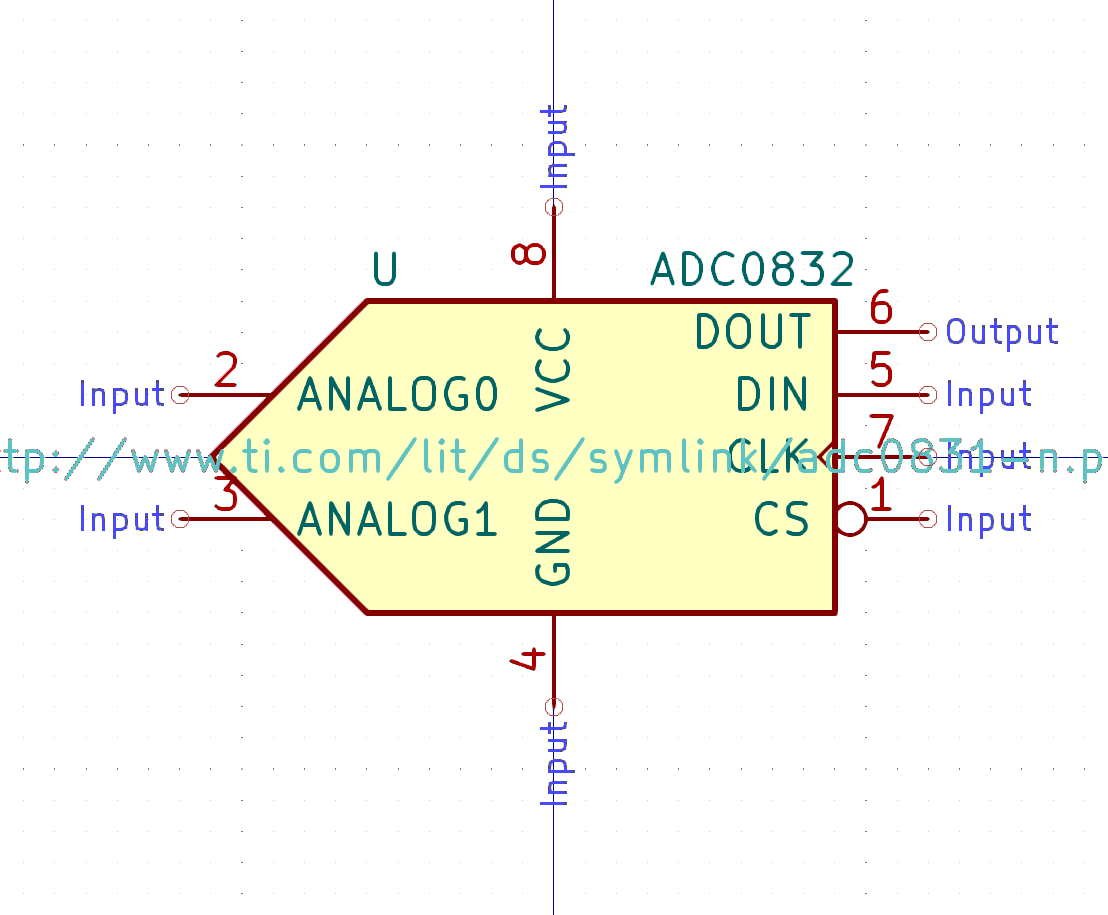 Input
8
U
ADC0832
VCC
DOUT
6
Output
Input
2
ANALOG0
DIN
5
Input
ttp://www.ti.com/lit/ds/symlink/adc0831-n.p
CLK
7
Input
Input
3
ANALOG1
GND
CS
1
Input
4
Input